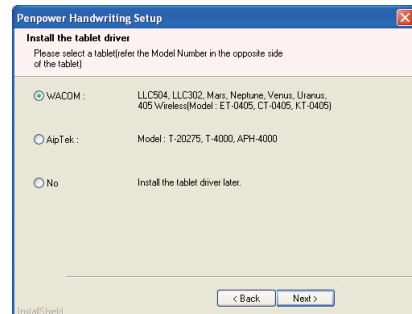 Penpower Handwriting Setup
Install the tablet driver
Please select a tablet(refer the Model Number in the opposite side
of the tablet)
WACOM : LLC504, LLC302, Mars, Neptune, Venus, Uranus,
405 Wireless(Model : ET-0405, CT-0405, KT-0405)
AipTek : Model : T-20275, T-4000, APH-4000
No Install the tablet driver later.
< Back Next >
InstallShield